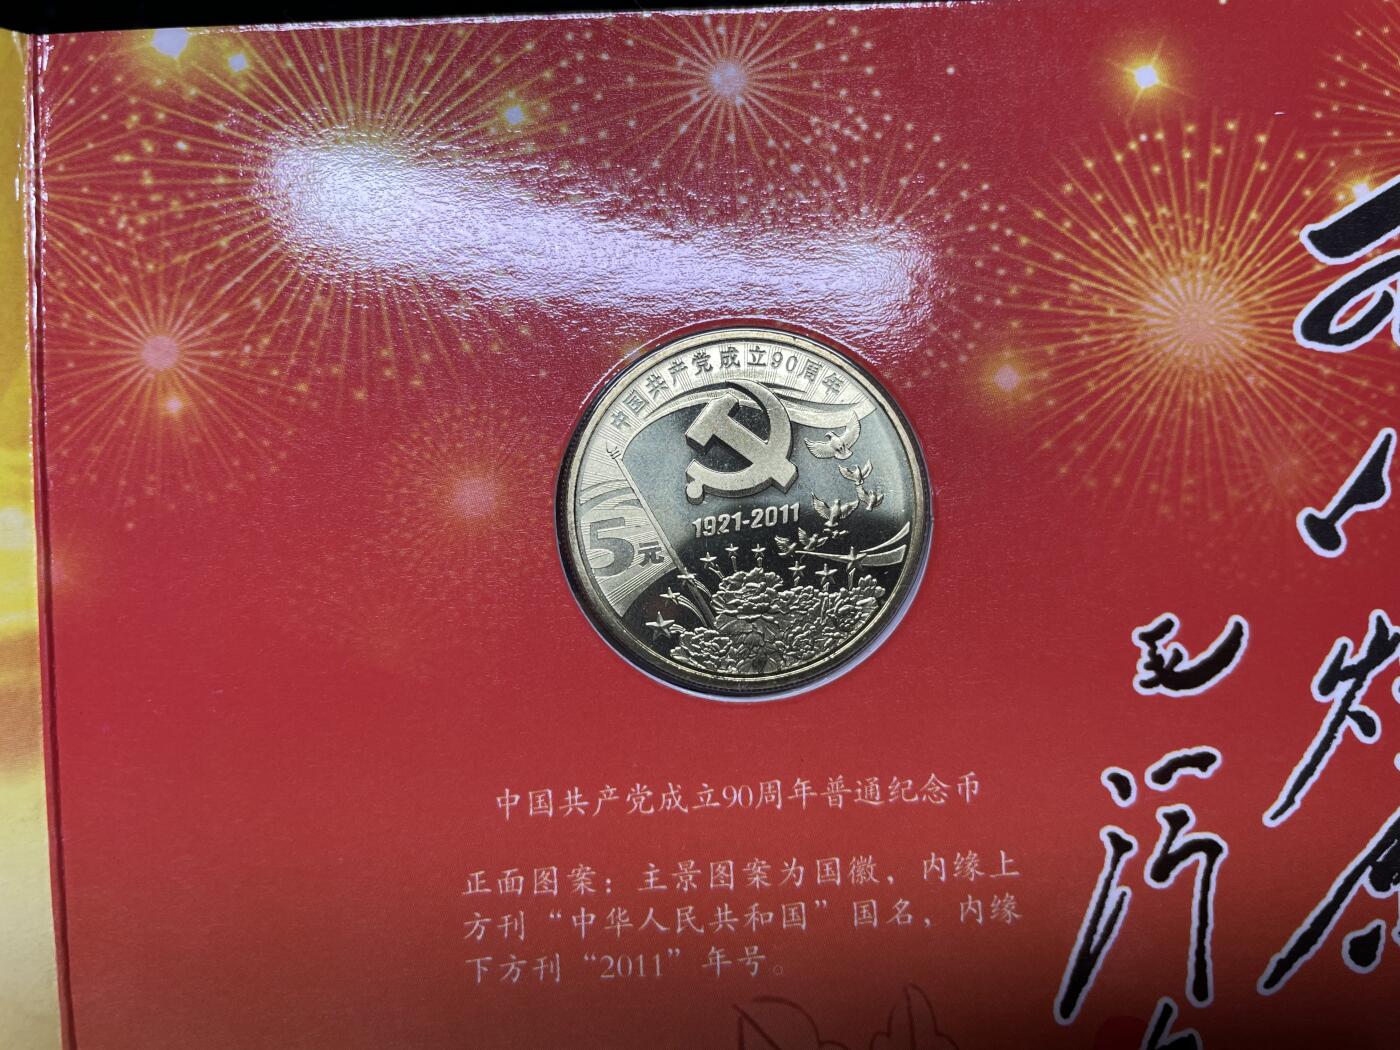 中国共产党成立90周年
1921-2011
5元
中国共产党成立90周年普通纪念币
正面图案：主景图案为国徽，内缘上
方刊“中华人民共和国”国名，内缘
下方刊“2011”年号。
毛泽